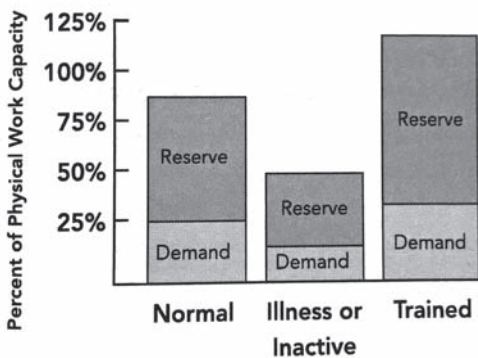 Percent of Physical Work Capacity
125%
100%
75%
50%
25%
Reserve
Demand
Reserve
Demand
Reserve
Demand
Normal
Illness or
Inactive
Trained